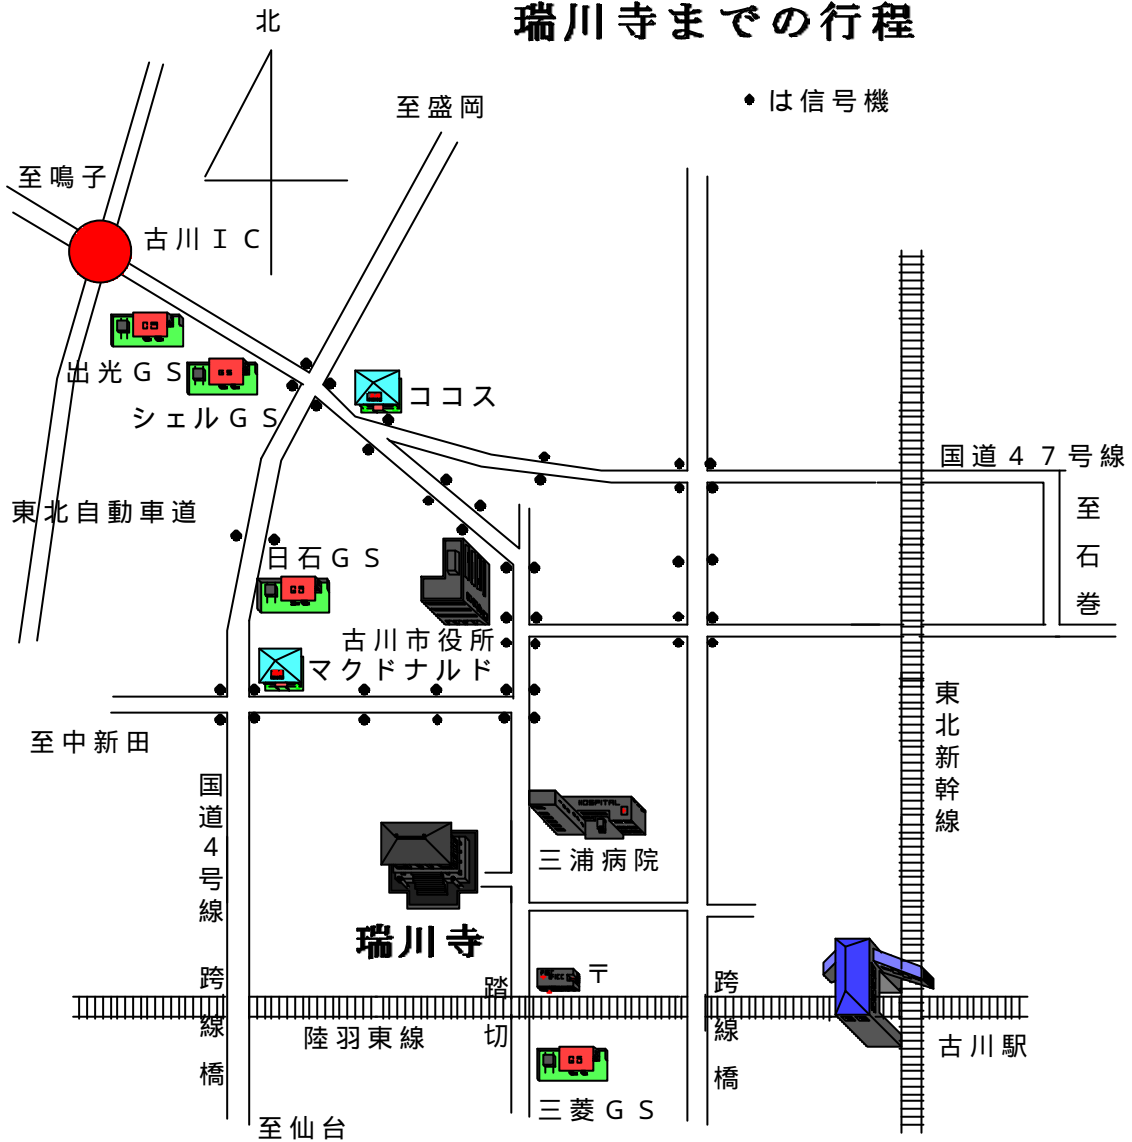 瑞川寺までの行程
北
は信号機
至盛岡
至鳴子
古川ＩＣ
出光ＧＳ
シェルＧＳ
ココス
国道４７号線
至石巻
東北自動車道
日石ＧＳ
古川市役所
マクドナルド
至中新田
東北新幹線
国道４号線
HOSPITAL
三浦病院
瑞川寺
〒
跨線橋
踏切
跨線橋
陸羽東線
古川駅
三菱ＧＳ
至仙台